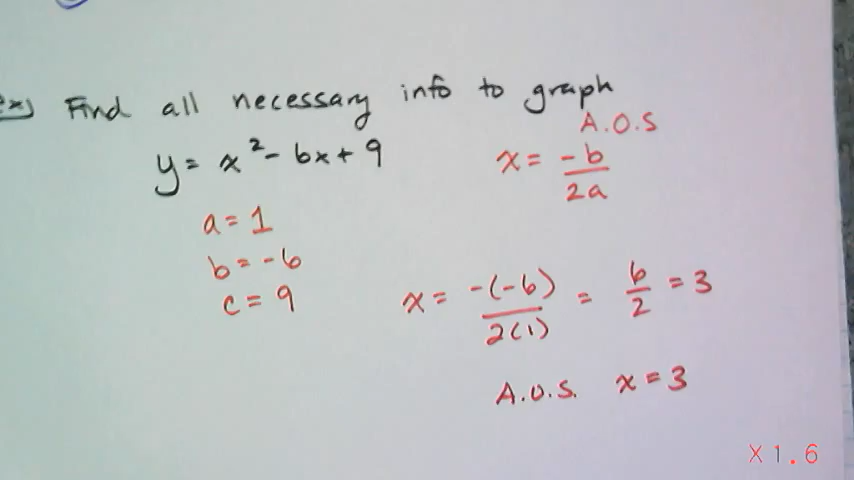 ex) Find all necessary info to graph
y = x² - 6x + 9
a = 1
b = -6
c = 9
A.O.S
x = -b / 2a
x = -(-6) / 2(1) = 6 / 2 = 3
A.O.S. x = 3
X1.6